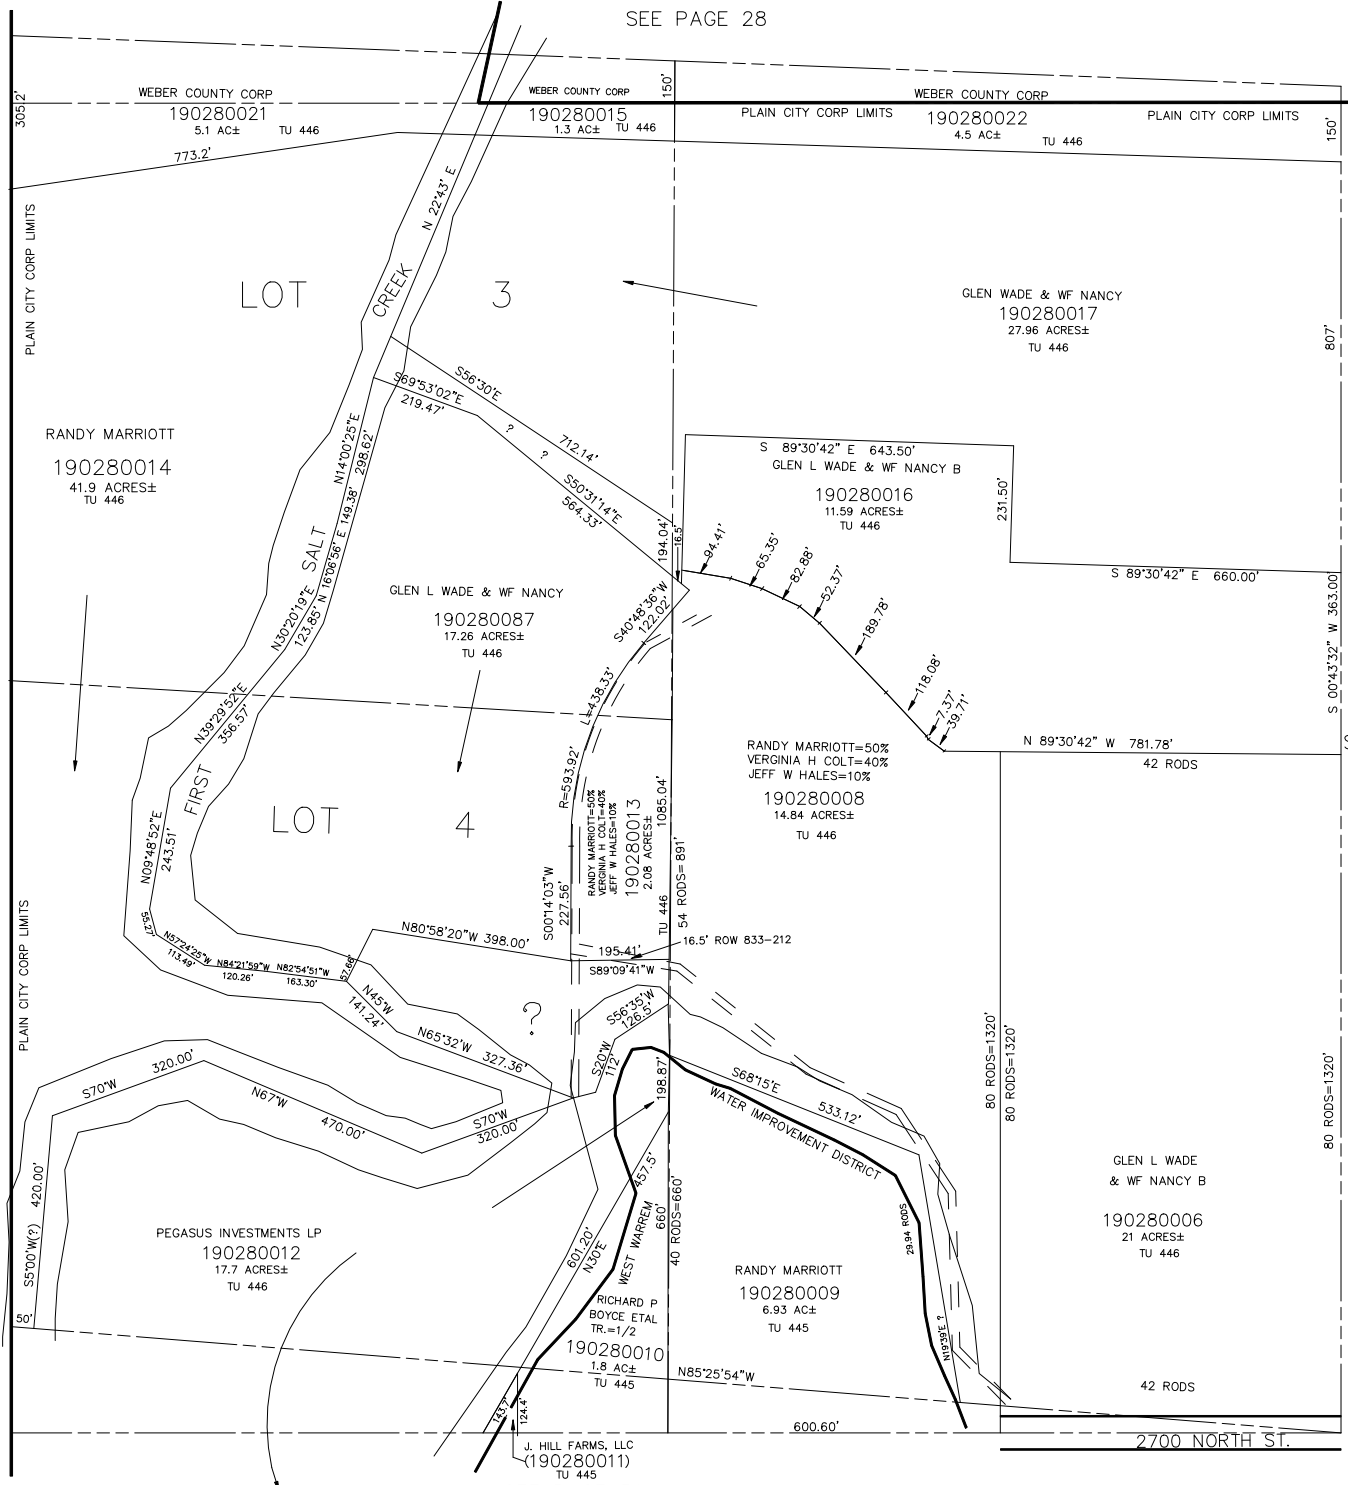 SEE PAGE 28
WEBER COUNTY CORP
190280021
5.1 AC± TU 446
305.2'
773.2'
WEBER COUNTY CORP
190280015
1.3 AC± TU 446
150'
WEBER COUNTY CORP
PLAIN CITY CORP LIMITS
190280022
4.5 AC±
TU 446
PLAIN CITY CORP LIMITS
150'
PLAIN CITY CORP LIMITS
N 22°43' E
CREEK
LOT 3
GLEN WADE & WF NANCY
190280017
27.96 ACRES±
TU 446
807'
S56°30'E
712.14'
S69°53'02"E
219.47'
?
?
S50°31'14"E
564.33'
RANDY MARRIOTT
190280014
41.9 ACRES±
TU 446
N14°00'25"E
298.62'
N 16°06'56" E 149.38'
SALT
N30°20'19"E
123.85'
S 89°30'42" E 643.50'
GLEN L WADE & WF NANCY B
190280016
11.59 ACRES±
TU 446
231.50'
194.04'
16.5'
94.41'
65.35'
82.88'
52.37'
189.78'
118.08'
7.37'
39.71'
S 89°30'42" E 660.00'
S 00°43'32" W 363.00'
GLEN L WADE & WF NANCY
190280087
17.26 ACRES±
TU 446
S40°48'36"W
122.02'
L=438.33'
R=593.92'
N39°29'52"E
356.57'
FIRST
LOT 4
N09°48'52"E
243.51'
RANDY MARRIOTT=50%
VERGINIA H COLT=40%
JEFF W HALES=10%
190280013
2.08 ACRES±
TU 446
1085.04'
54 RODS=891'
RANDY MARRIOTT=50%
VERGINIA H COLT=40%
JEFF W HALES=10%
190280008
14.84 ACRES±
TU 446
N 89°30'42" W 781.78'
42 RODS
S
S00°14'03"W
227.56'
PLAIN CITY CORP LIMITS
55.27'
N57°24'25"W
113.49'
N84°21'59"W
120.26'
N82°54'51"W
163.30'
57.66'
N80°58'20"W 398.00'
195.41'
S89°09'41"W
16.5' ROW 833-212
N45°W
141.24'
N65°32'W 327.36'
?
S56°35'W
126.5'
S20°W
112'
198.87'
S68°15'E
533.12'
WATER IMPROVEMENT DISTRICT
80 RODS=1320'
80 RODS=1320'
80 RODS=1320'
S70°W 320.00'
N67°W
470.00'
S70°W
320.00'
S5°00'W(?) 420.00'
50'
PEGASUS INVESTMENTS LP
190280012
17.7 ACRES±
TU 446
457.5'
601.20'
N30°E
WEST WARREM
660'
40 RODS=660'
29.94 RODS
N19°39'E ?
GLEN L WADE
& WF NANCY B
190280006
21 ACRES±
TU 446
RANDY MARRIOTT
190280009
6.93 AC±
TU 445
RICHARD P
BOYCE ETAL
TR.=1/2
190280010
1.8 AC±
TU 445
N85°25'54"W
42 RODS
143.7'
124.4'
600.60'
2700 NORTH ST.
J. HILL FARMS, LLC
(190280011)
TU 445